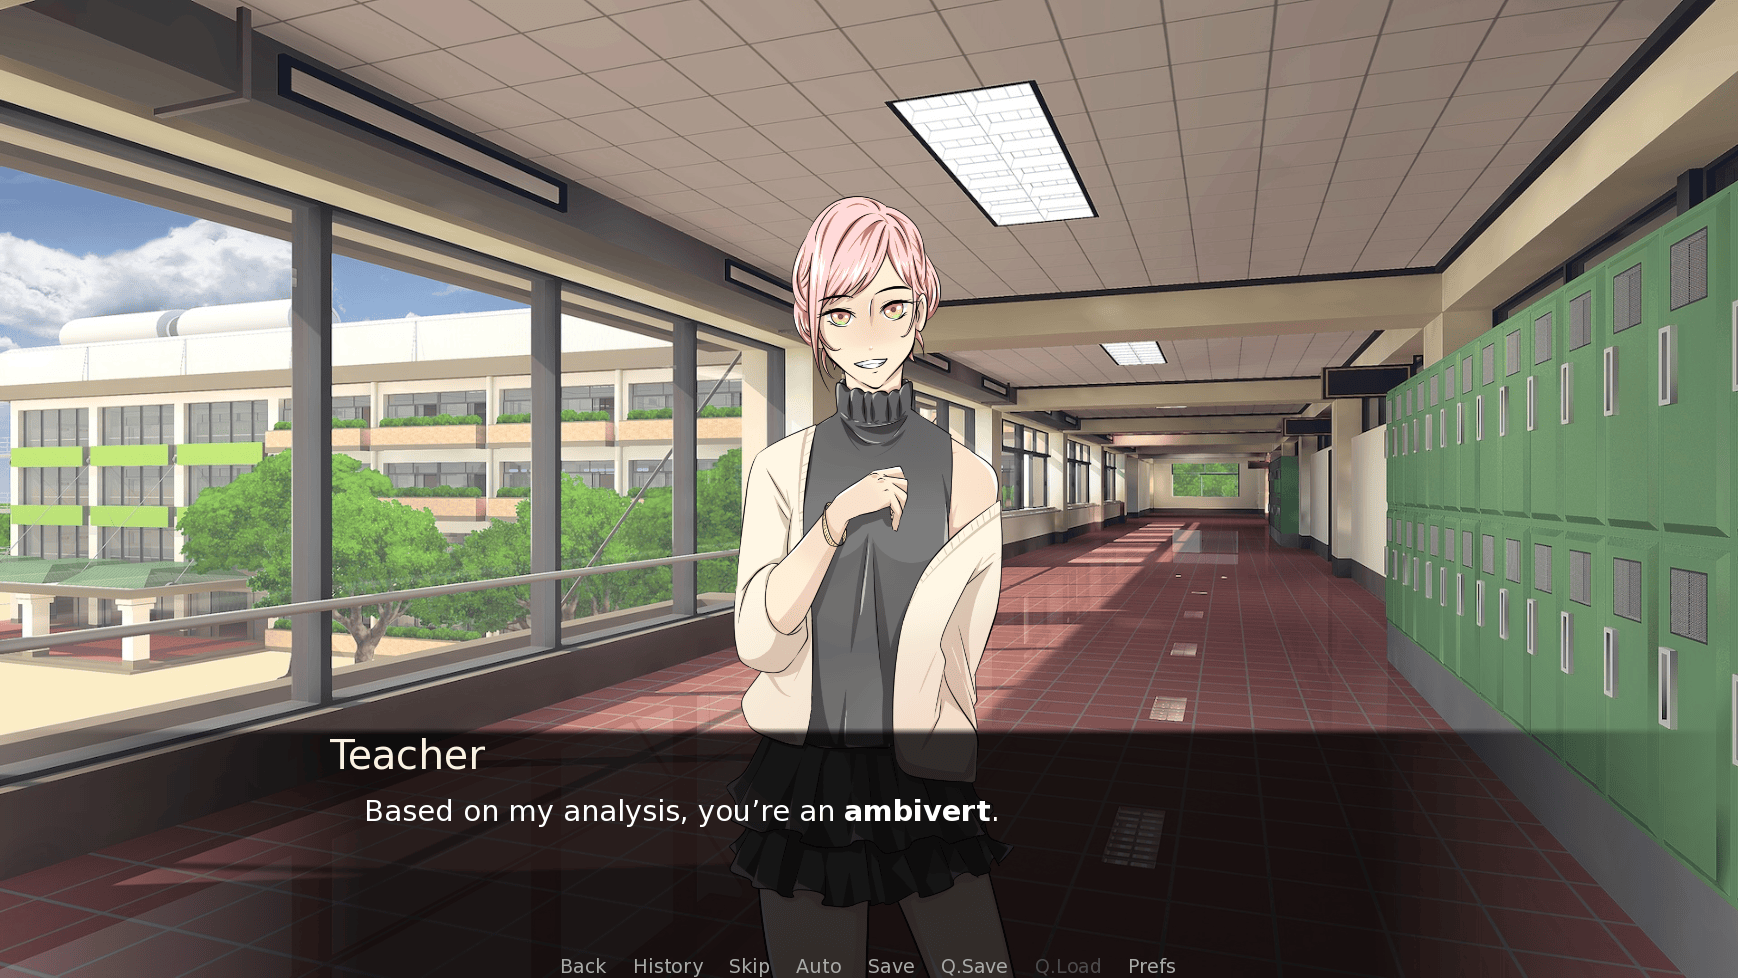 Teacher
Based on my analysis, you’re an ambivert.
Back History Skip Auto Save Q.Save Q.Load Prefs